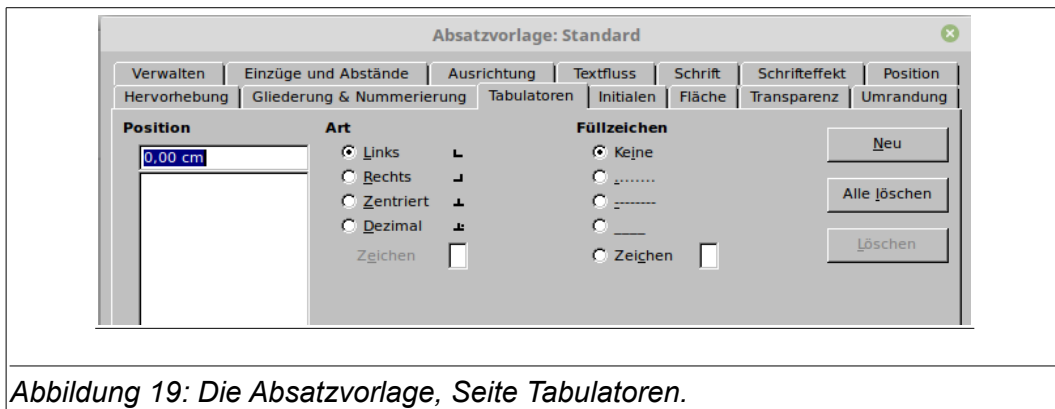 Absatzvorlage: Standard
Verwalten Einzüge und Abstände Ausrichtung Textfluss Schrift Schrifteffekt Position
Hervorhebung Gliederung & Nummerierung Tabulatoren Initialen Fläche Transparenz Umrandung
Position Art Füllzeichen
0,00 cm Links Keine Neu
Rechts ........
Zentriert -------- Alle löschen
Dezimal ____
Zeichen Zeichen Löschen
Abbildung 19: Die Absatzvorlage, Seite Tabulatoren.